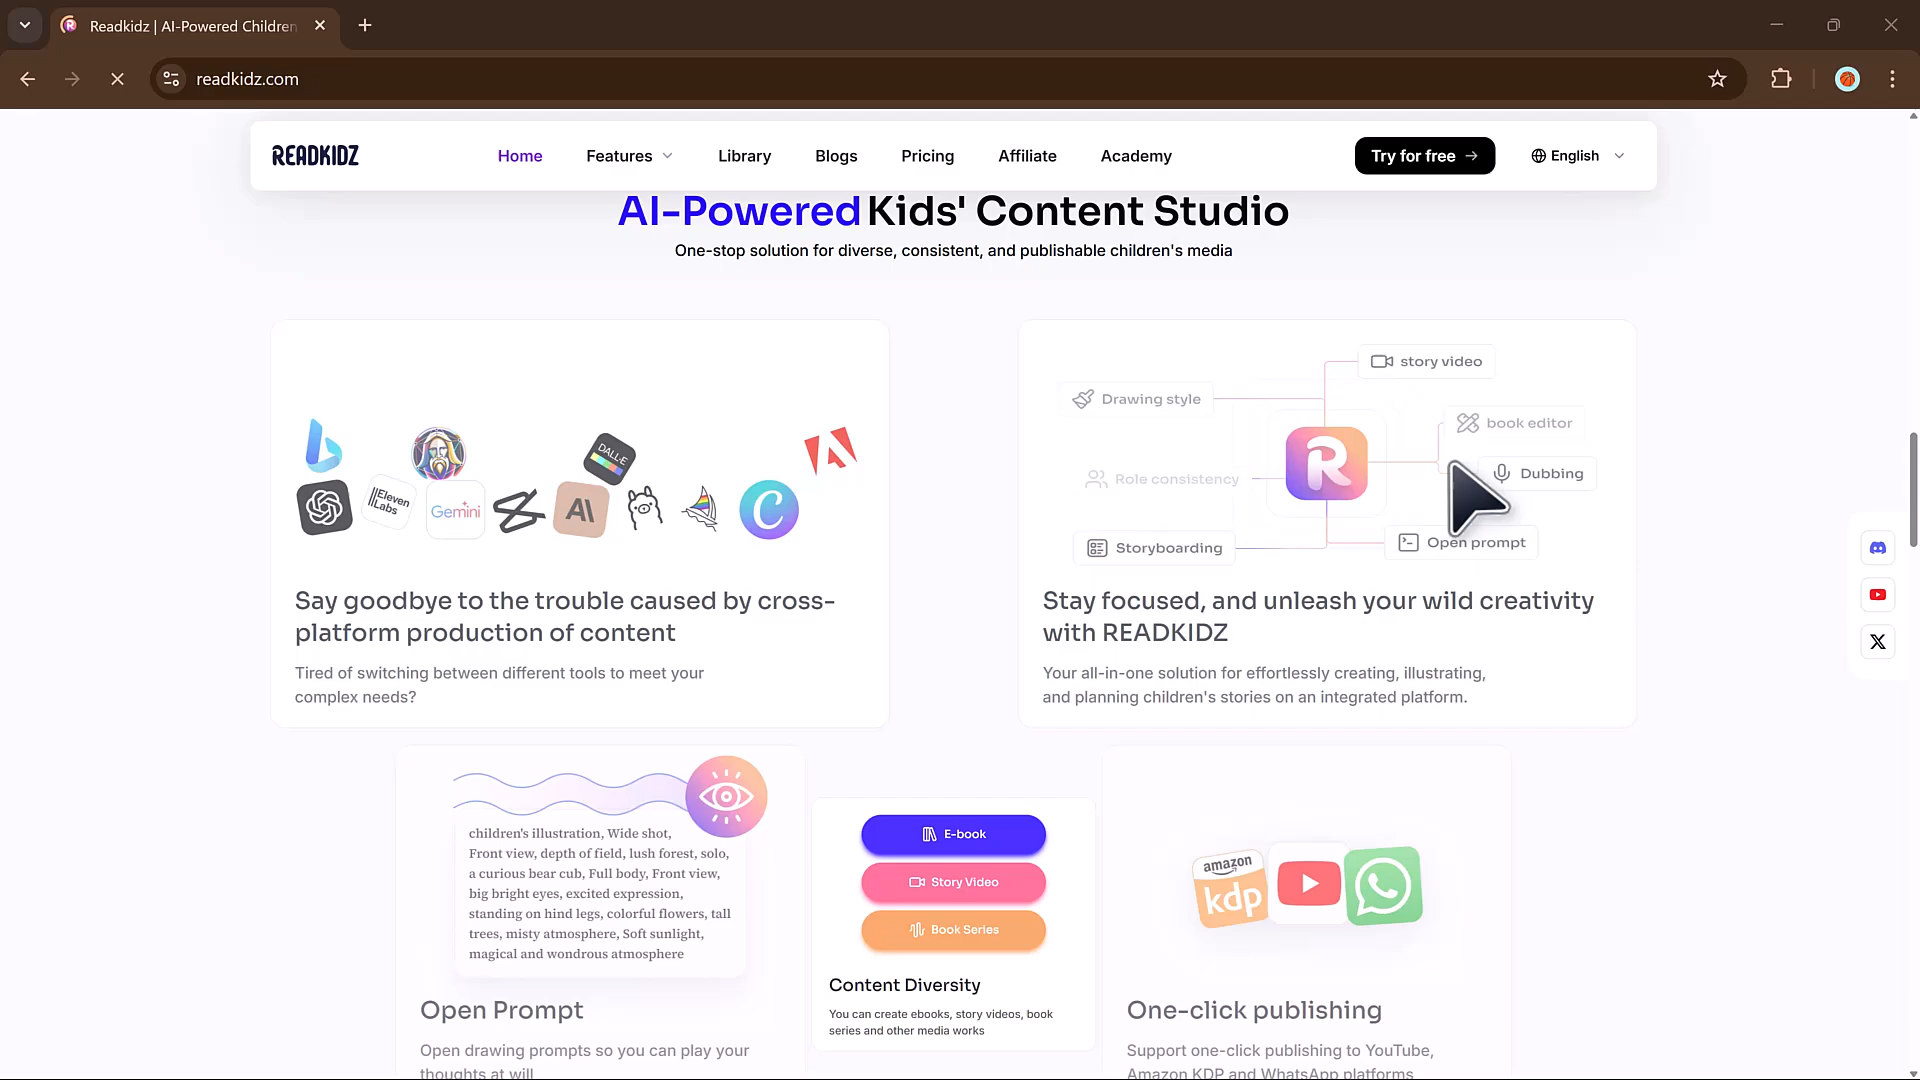 Readkidz | AI-Powered Children
readkidz.com
READKIDZ
Home
Features
Library
Blogs
Pricing
Affiliate
Academy
Try for free
English
AI-Powered Kids' Content Studio
One-stop solution for diverse, consistent, and publishable children's media
DALL·E
ElevenLabs
Gemini
AI
C
Say goodbye to the trouble caused by cross-
platform production of content
Tired of switching between different tools to meet your
complex needs?
story video
Drawing style
book editor
R
Dubbing
Role consistency
Open prompt
Storyboarding
Stay focused, and unleash your wild creativity
with READKIDZ
Your all-in-one solution for effortlessly creating, illustrating,
and planning children's stories on an integrated platform.
children's illustration, Wide shot,
Front view, depth of field, lush forest, solo,
a curious bear cub, Full body, Front view,
big bright eyes, excited expression,
standing on hind legs, colorful flowers, tall
trees, misty atmosphere, Soft sunlight,
magical and wondrous atmosphere
Open Prompt
Open drawing prompts so you can play your
thoughts at will
E-book
Story Video
Book Series
Content Diversity
You can create ebooks, story videos, book
series and other media works
amazon
kdp
One-click publishing
Support one-click publishing to YouTube,
Amazon KDP and WhatsApp platforms